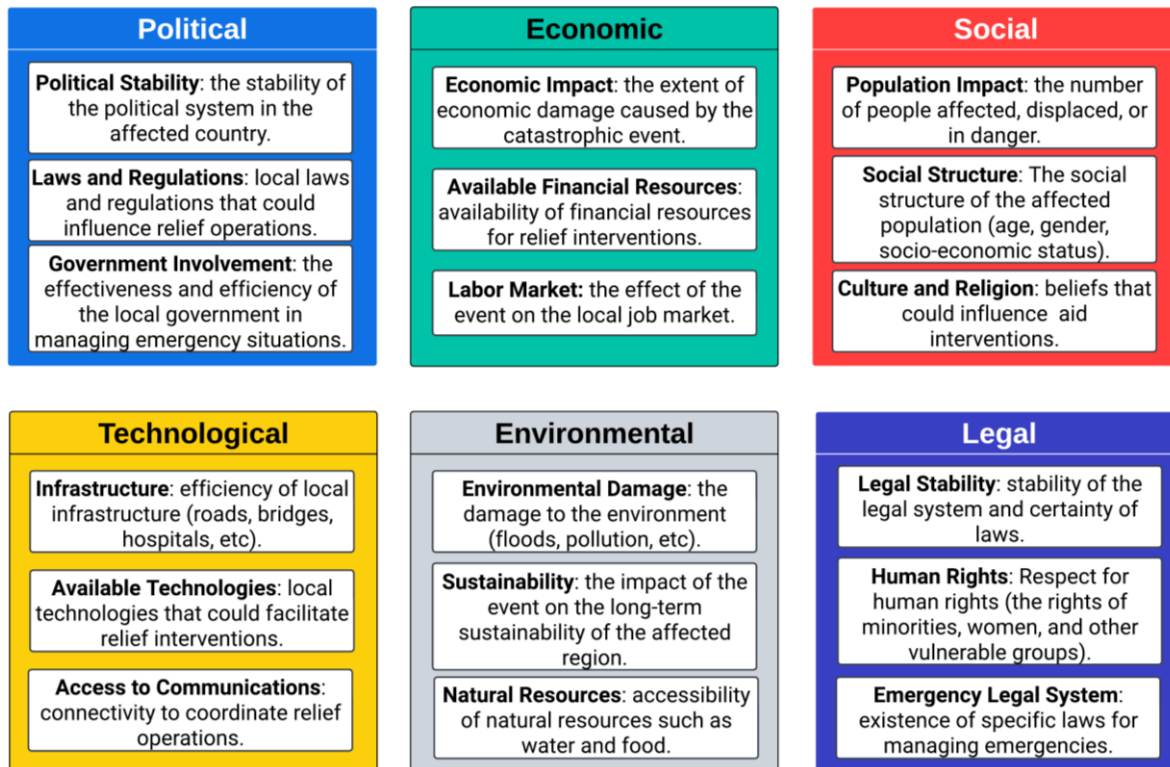 Political
Political Stability: the stability of
the political system in the
affected country.
Laws and Regulations: local laws
and regulations that could
influence relief operations.
Government Involvement: the
effectiveness and efficiency of
the local government in
managing emergency situations.
Economic
Economic Impact: the extent of
economic damage caused by the
catastrophic event.
Available Financial Resources:
availability of financial resources
for relief interventions.
Labor Market: the effect of the
event on the local job market.
Social
Population Impact: the number
of people affected, displaced, or
in danger.
Social Structure: The social
structure of the affected
population (age, gender,
socio-economic status).
Culture and Religion: beliefs that
could influence aid
interventions.
Technological
Infrastructure: efficiency of local
infrastructure (roads, bridges,
hospitals, etc).
Available Technologies: local
technologies that could facilitate
relief interventions.
Access to Communications:
connectivity to coordinate relief
operations.
Environmental
Environmental Damage: the
damage to the environment
(floods, pollution, etc).
Sustainability: the impact of the
event on the long-term
sustainability of the affected
region.
Natural Resources: accessibility
of natural resources such as
water and food.
Legal
Legal Stability: stability of the
legal system and certainty of
laws.
Human Rights: Respect for
human rights (the rights of
minorities, women, and other
vulnerable groups).
Emergency Legal System:
existence of specific laws for
managing emergencies.